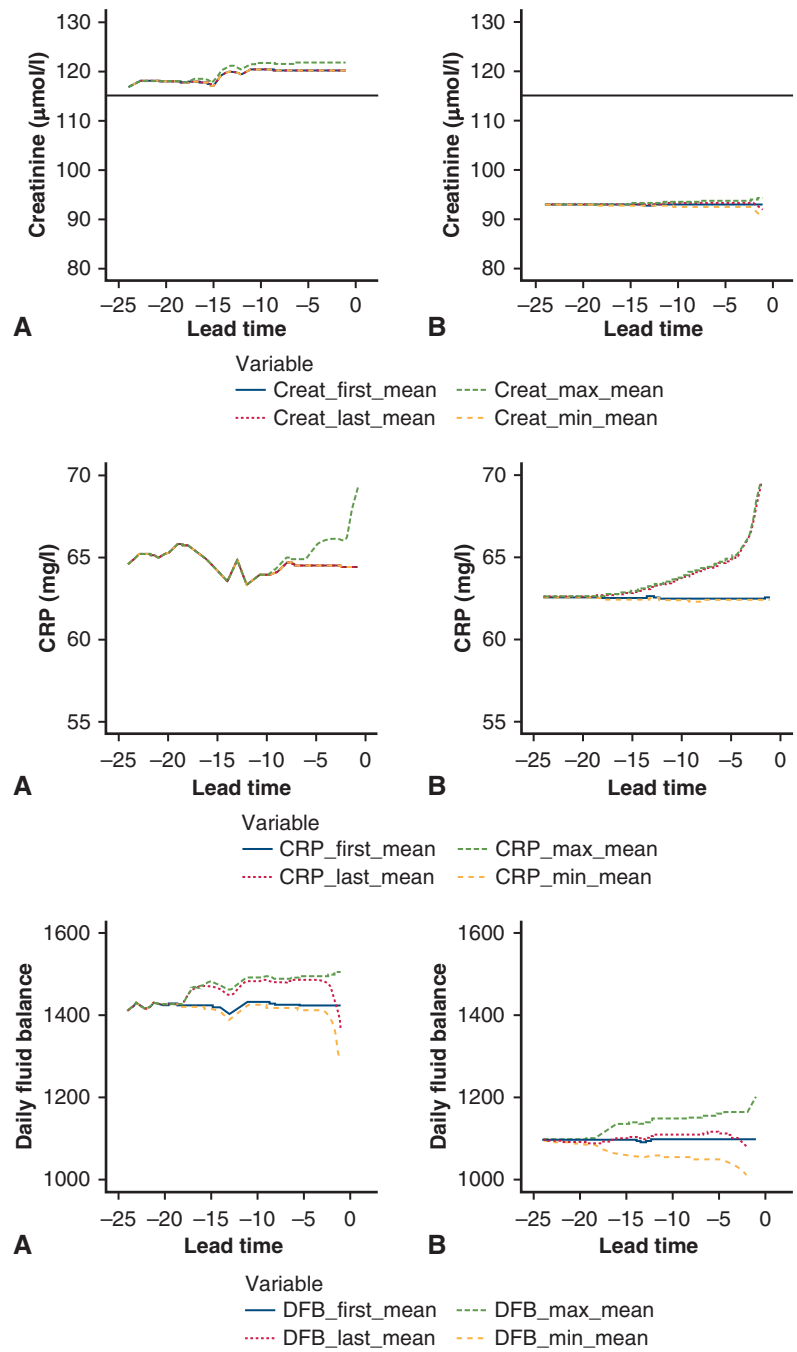 130
120
110
100
90
80
Creatinine (μmol/l)
−25 −20 −15 −10 −5 0
A Lead time
130
120
110
100
90
80
Creatinine (μmol/l)
−25 −20 −15 −10 −5 0
B Lead time
Variable
Creat_first_mean Creat_max_mean
Creat_last_mean Creat_min_mean
70
65
60
55
CRP (mg/l)
−25 −20 −15 −10 −5 0
A Lead time
70
65
60
55
CRP (mg/l)
−25 −20 −15 −10 −5 0
B Lead time
Variable
CRP_first_mean CRP_max_mean
CRP_last_mean CRP_min_mean
1600
1400
1200
1000
Daily fluid balance
−25 −20 −15 −10 −5 0
A Lead time
1600
1400
1200
1000
Daily fluid balance
−25 −20 −15 −10 −5 0
B Lead time
Variable
DFB_first_mean DFB_max_mean
DFB_last_mean DFB_min_mean